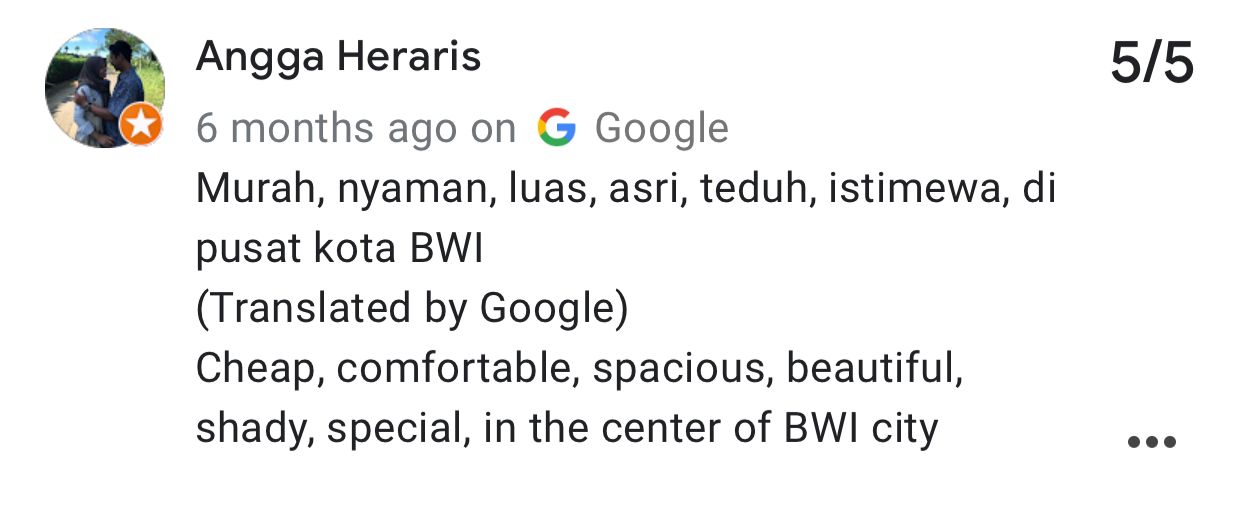 Angga Heraris
5/5
6 months ago on Google
Murah, nyaman, luas, asri, teduh, istimewa, di
pusat kota BWI
(Translated by Google)
Cheap, comfortable, spacious, beautiful,
shady, special, in the center of BWI city